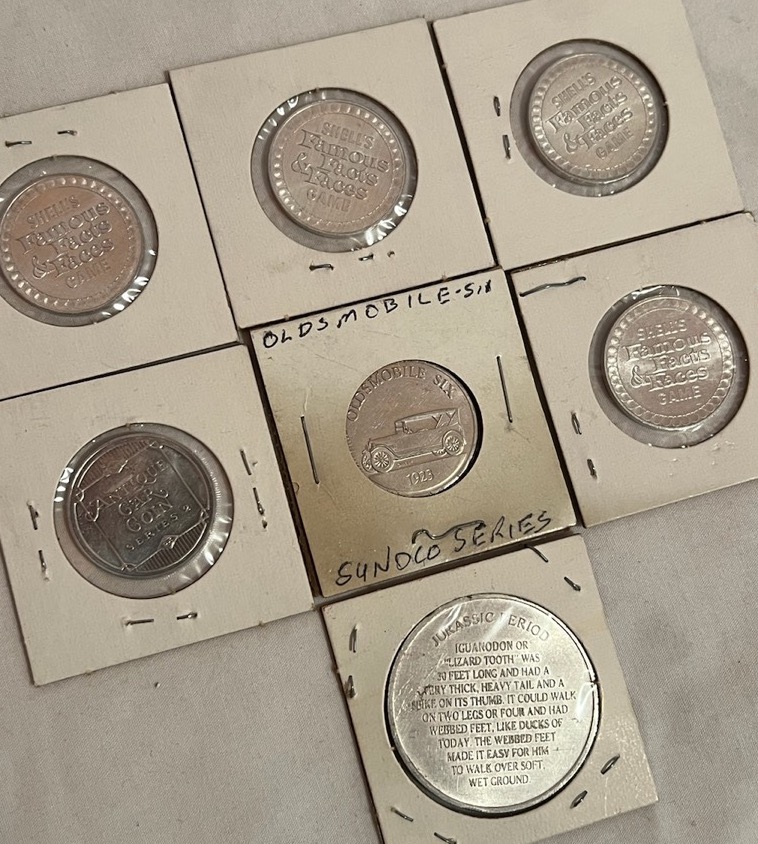 SHELL'S
Famous
Facts
& Faces
GAME
SHELL'S
Famous
Facts
& Faces
GAME
SHELL'S
Famous
Facts
& Faces
GAME
OLDSMOBILE-SIX
OLDSMOBILE SIX
1923
SUNOCO SERIES
SHELL'S
Famous
Facts
& Faces
GAME
ANTIQUE
CAR
COIN
SERIES 2
JURASSIC PERIOD
IGUANODON OR
"LIZARD TOOTH" WAS
30 FEET LONG AND HAD A
VERY THICK, HEAVY TAIL AND A
SPIKE ON ITS THUMB. IT COULD WALK
ON TWO LEGS OR FOUR AND HAD
WEBBED FEET, LIKE DUCKS OF
TODAY. THE WEBBED FEET
MADE IT EASY FOR HIM
TO WALK OVER SOFT,
WET GROUND.